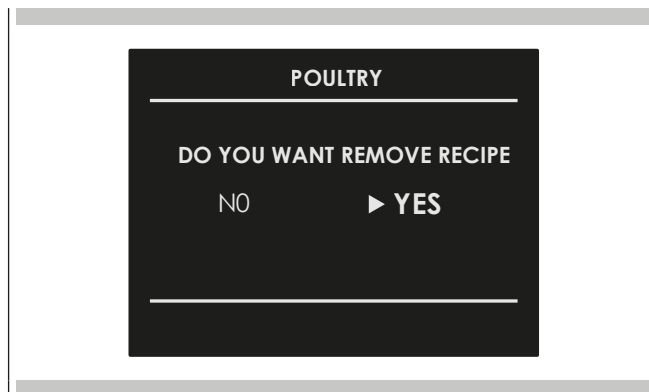 POULTRY
DO YOU WANT REMOVE RECIPE
N0 ▶ YES